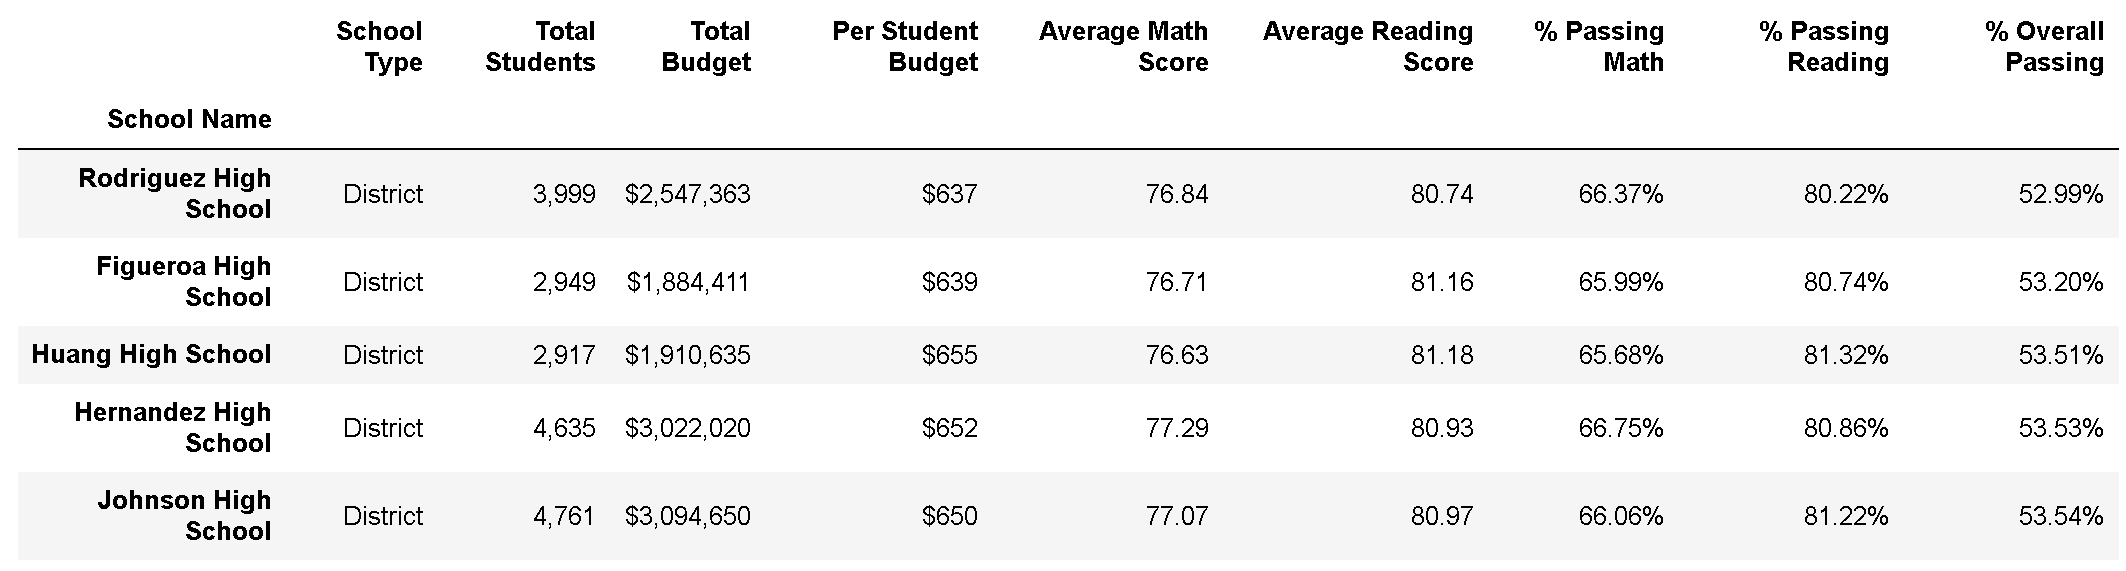 School Type Total Students Total Budget Per Student Budget Average Math Score Average Reading Score % Passing Math % Passing Reading % Overall Passing
School Name
Rodriguez High School District 3,999 $2,547,363 $637 76.84 80.74 66.37% 80.22% 52.99%
Figueroa High School District 2,949 $1,884,411 $639 76.71 81.16 65.99% 80.74% 53.20%
Huang High School District 2,917 $1,910,635 $655 76.63 81.18 65.68% 81.32% 53.51%
Hernandez High School District 4,635 $3,022,020 $652 77.29 80.93 66.75% 80.86% 53.53%
Johnson High School District 4,761 $3,094,650 $650 77.07 80.97 66.06% 81.22% 53.54%